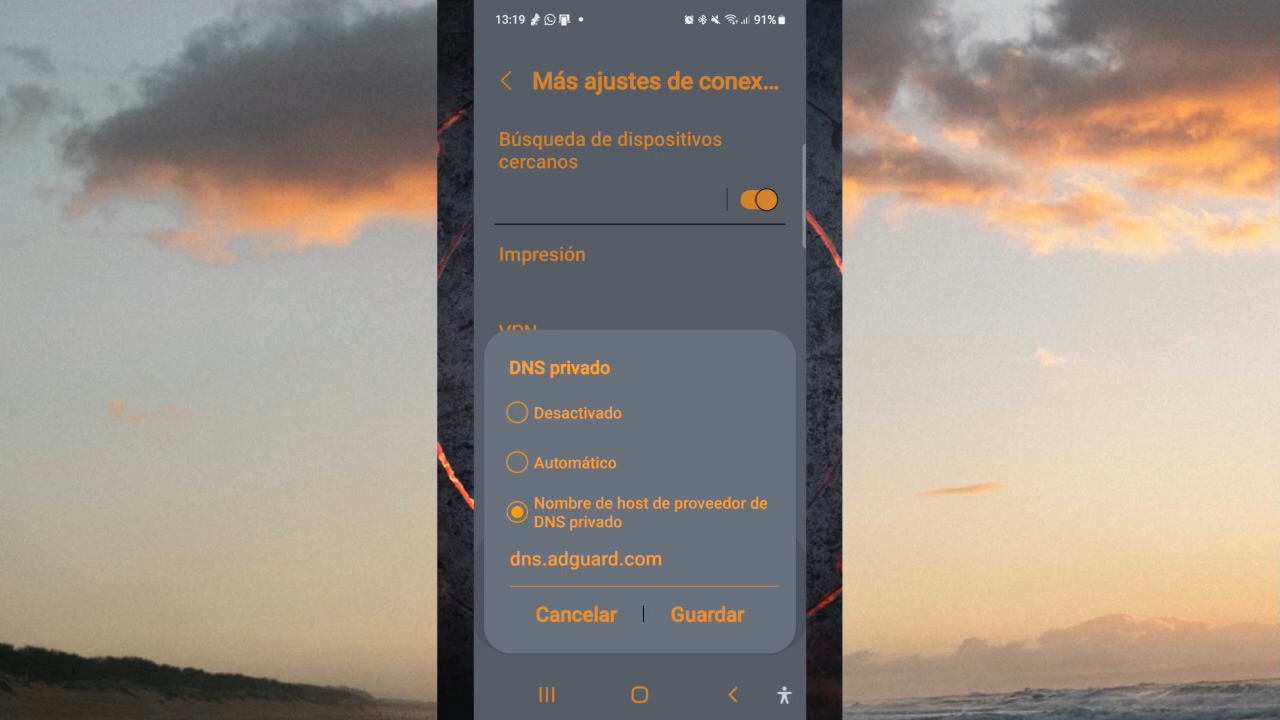 13:19
91%
Más ajustes de conex...
Búsqueda de dispositivos
cercanos
Impresión
VPN
DNS privado
Desactivado
Automático
Nombre de host de proveedor de
DNS privado
dns.adguard.com
Cancelar
Guardar